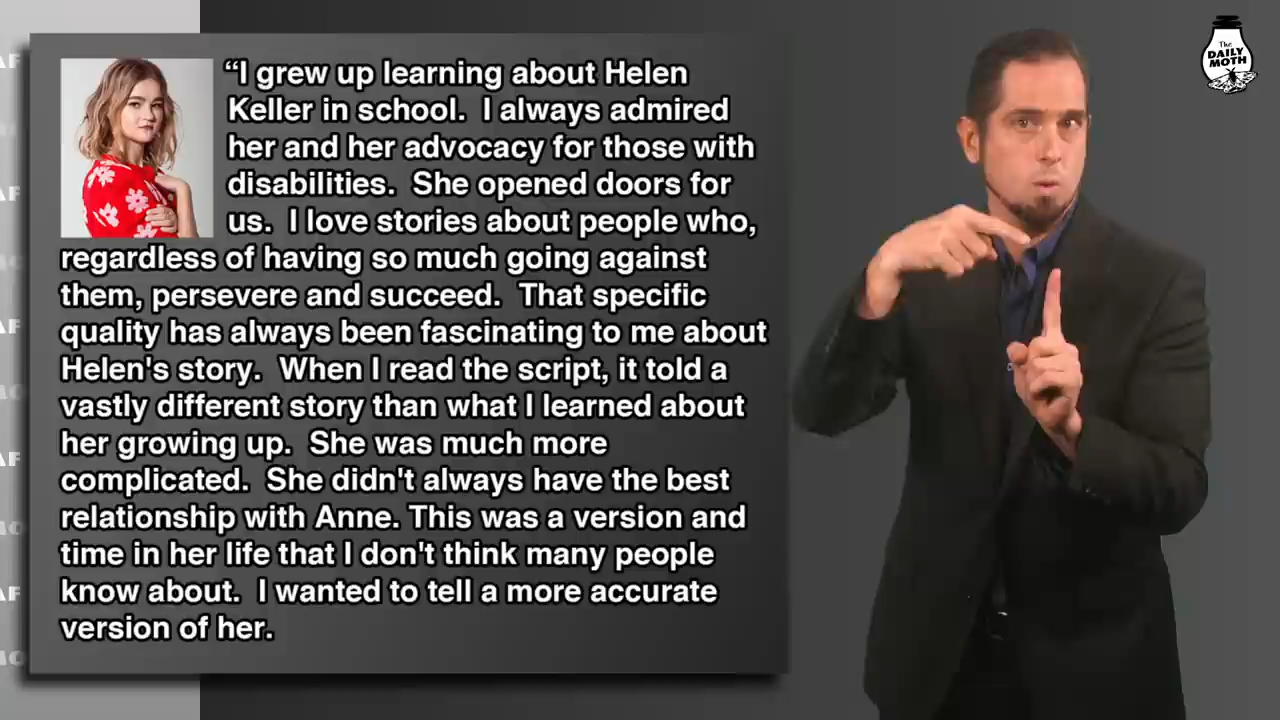 The
DAILY
MOTH
“I grew up learning about Helen
Keller in school.  I always admired
her and her advocacy for those with
disabilities.  She opened doors for
us.  I love stories about people who,
regardless of having so much going against
them, persevere and succeed.  That specific
quality has always been fascinating to me about
Helen's story.  When I read the script, it told a
vastly different story than what I learned about
her growing up.  She was much more
complicated.  She didn't always have the best
relationship with Anne. This was a version and
time in her life that I don't think many people
know about.  I wanted to tell a more accurate
version of her.